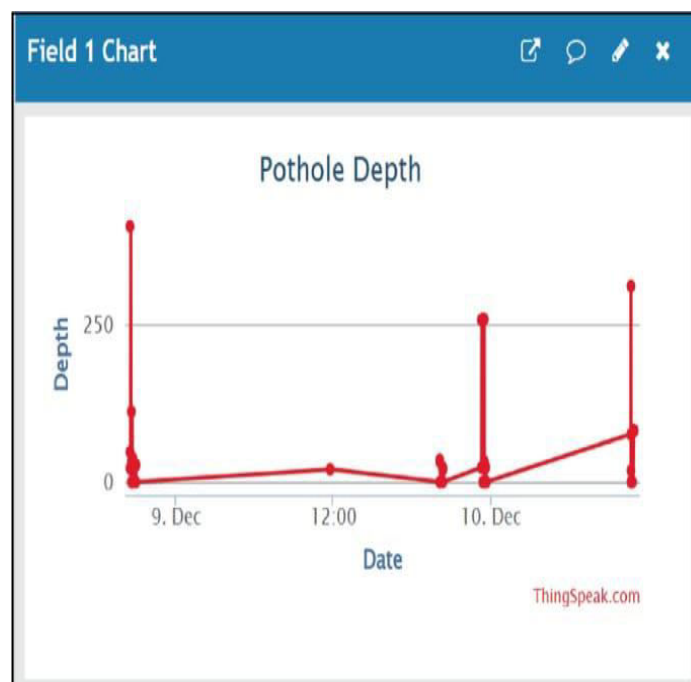 Field 1 Chart
Pothole Depth
Depth
250
0
9. Dec
12:00
10. Dec
Date
ThingSpeak.com